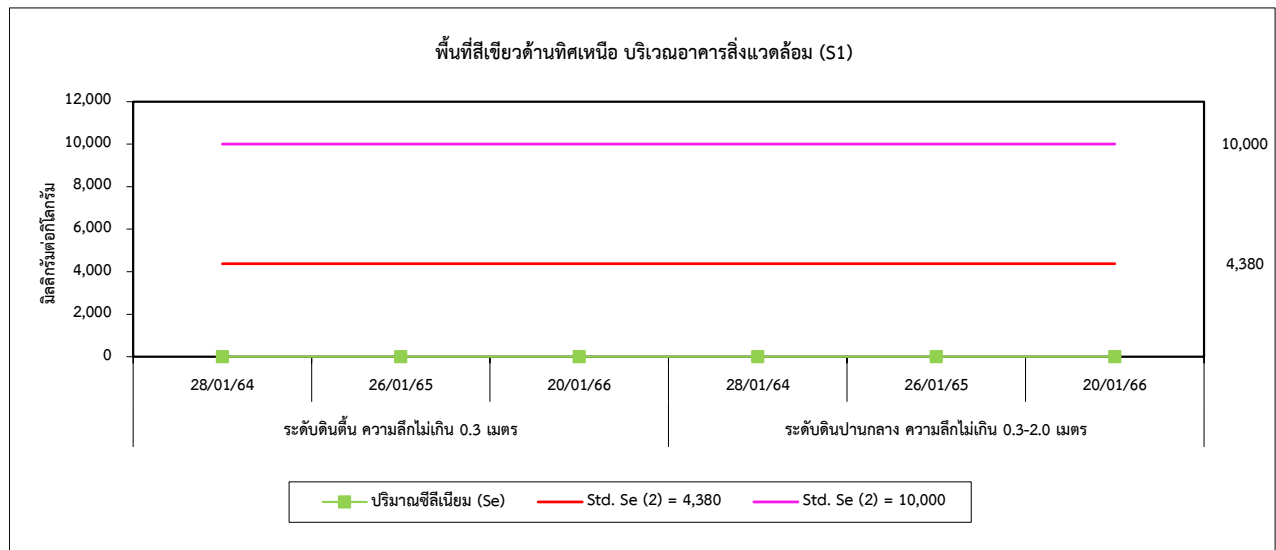 พื้นที่สีเขียวด้านทิศเหนือ บริเวณอาคารสิ่งแวดล้อม (S1)
มิลลิกรัมต่อกิโลกรัม
12,000
10,000
8,000
6,000
4,000
2,000
0
10,000
4,380
28/01/64 26/01/65 20/01/66 28/01/64 26/01/65 20/01/66
ระดับดินตื้น ความลึกไม่เกิน 0.3 เมตร ระดับดินปานกลาง ความลึกไม่เกิน 0.3-2.0 เมตร
ปริมาณซีลีเนียม (Se) Std. Se (2) = 4,380 Std. Se (2) = 10,000